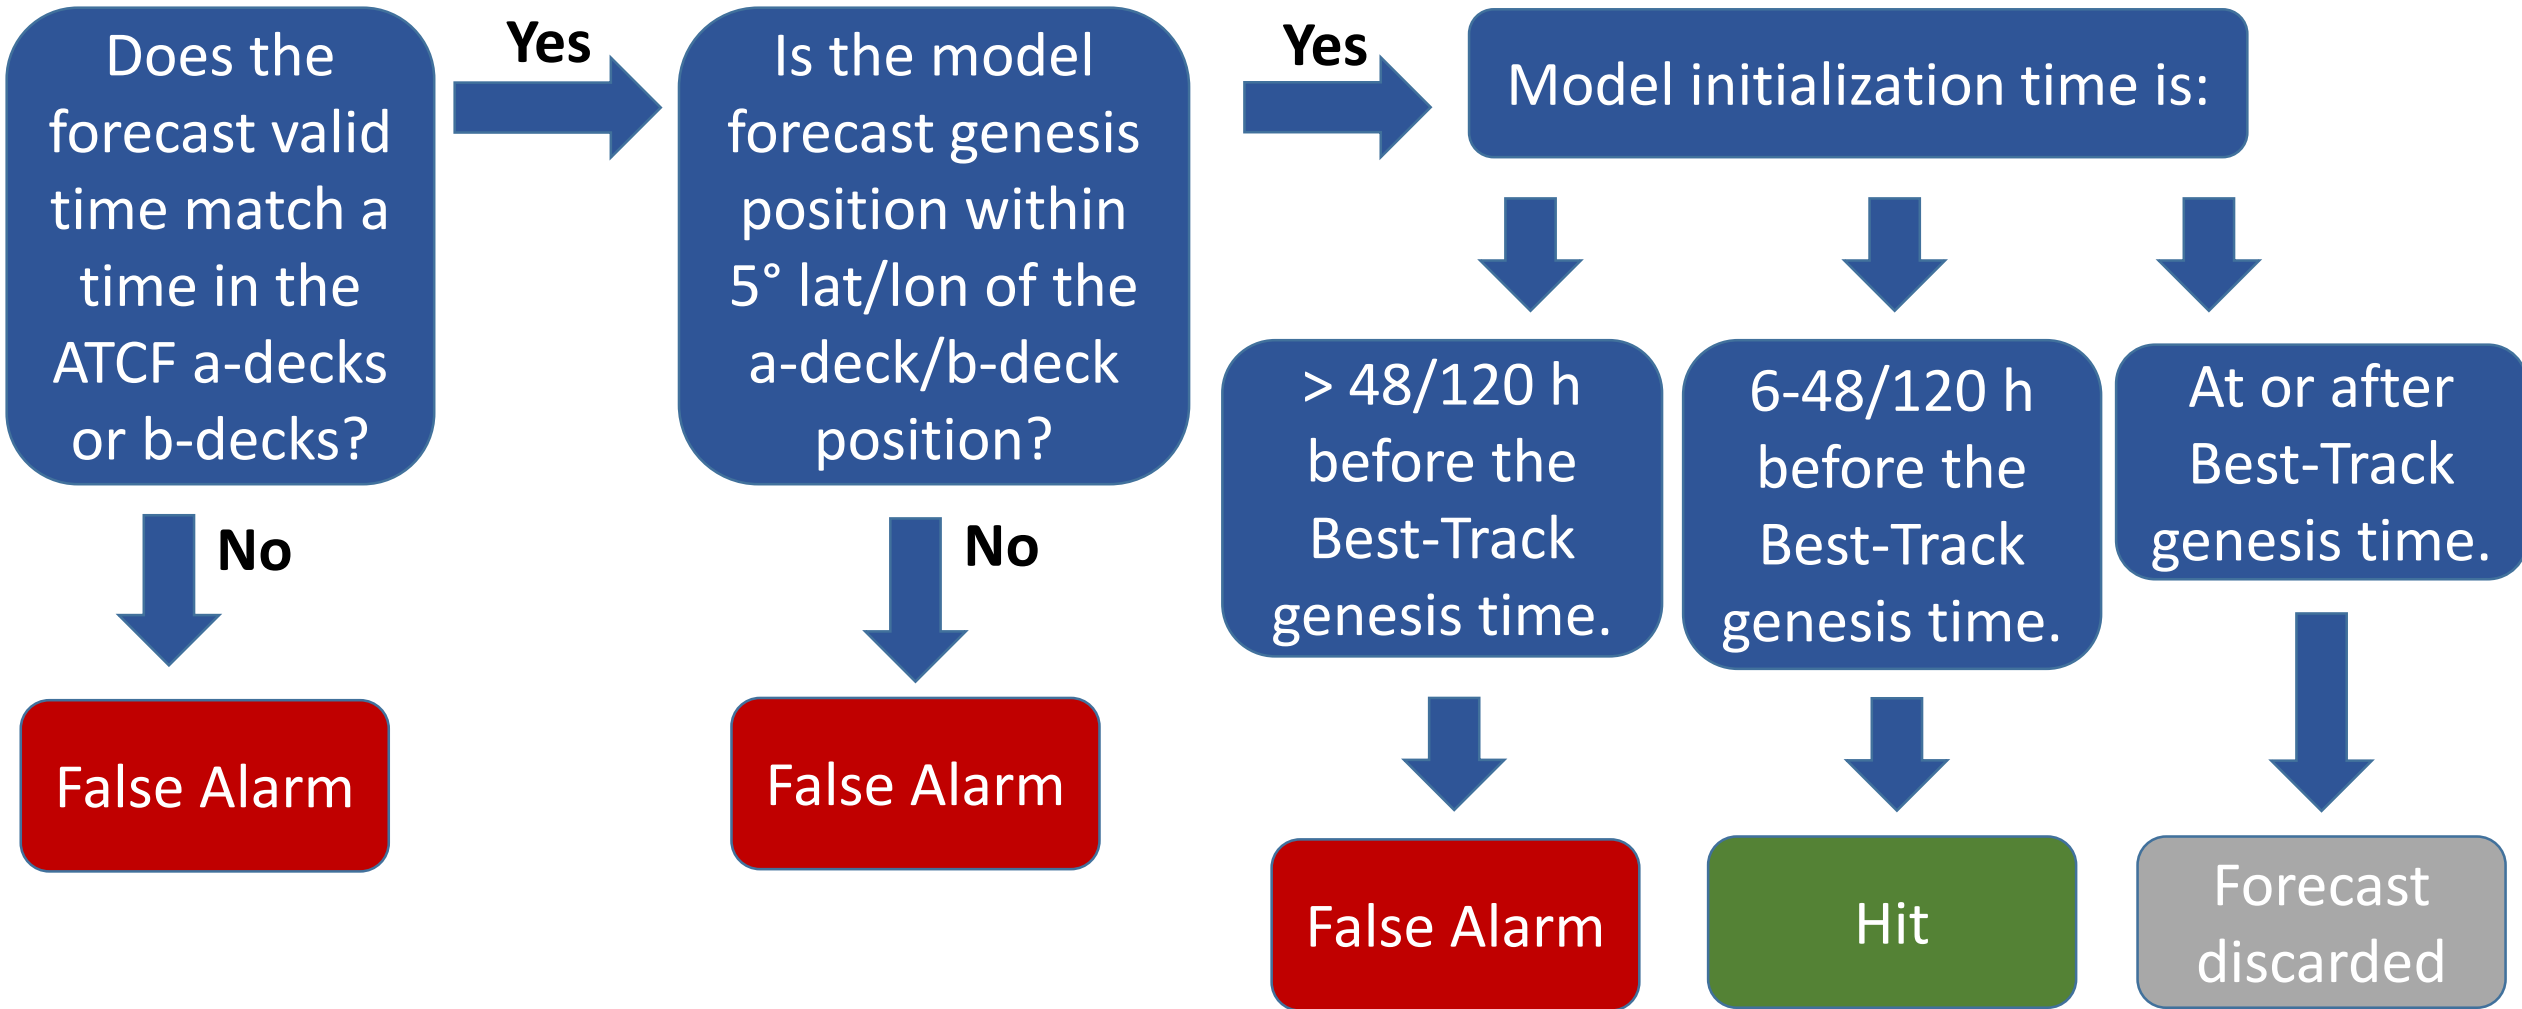 Does the
forecast valid
time match a
time in the
ATCF a-decks
or b-decks?
Yes
Is the model
forecast genesis
position within
5° lat/lon of the
a-deck/b-deck
position?
Yes
Model initialization time is:
No
False Alarm
No
False Alarm
> 48/120 h
before the
Best-Track
genesis time.
6-48/120 h
before the
Best-Track
genesis time.
At or after
Best-Track
genesis time.
False Alarm
Hit
Forecast
discarded